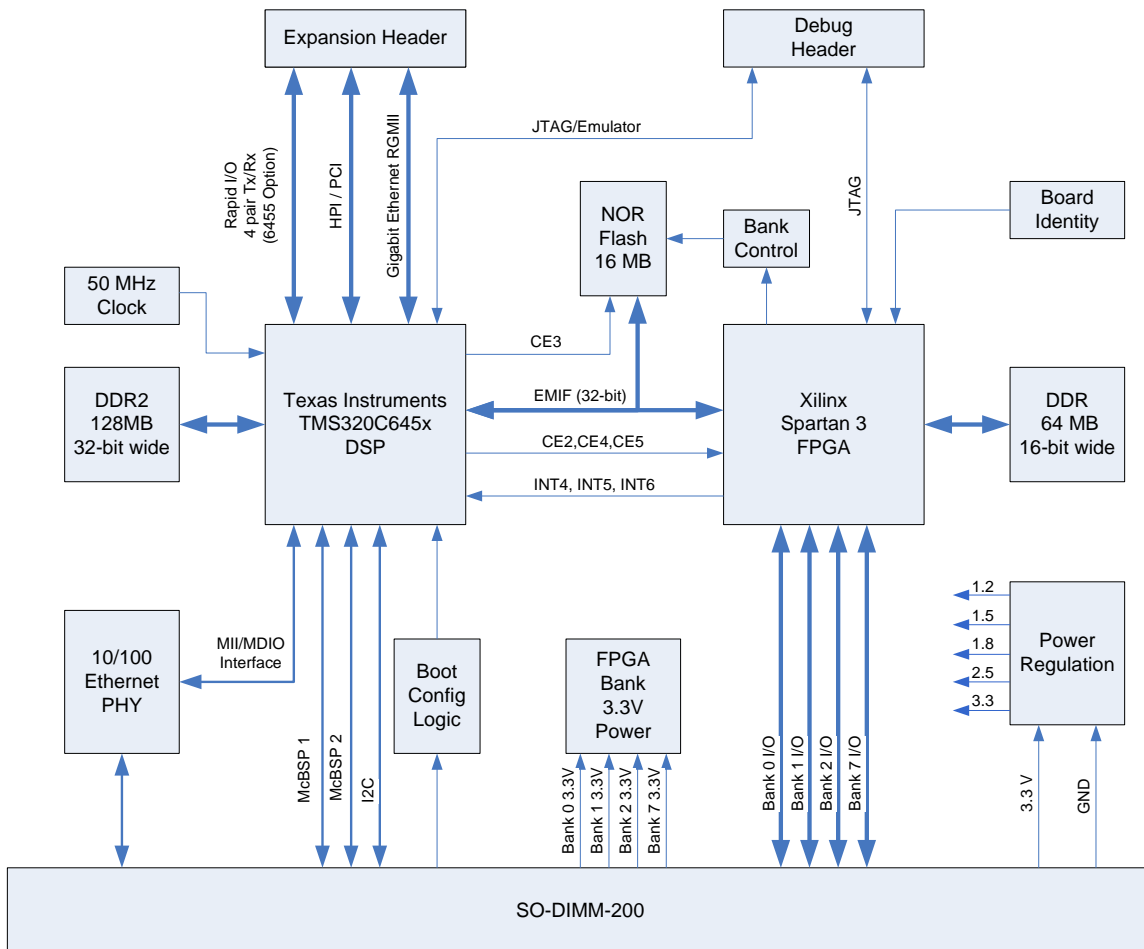 Expansion Header
Debug
Header
JTAG/Emulator
Rapid I/O
4 pair Tx/Rx
(6455 Option)
HPI / PCI
Gigabit Ethernet RGMII
JTAG
NOR
Flash
16 MB
Bank
Control
Board
Identity
50 MHz
Clock
CE3
DDR2
128MB
32-bit wide
Texas Instruments
TMS320C645x
DSP
EMIF (32-bit)
CE2,CE4,CE5
INT4, INT5, INT6
Xilinx
Spartan 3
FPGA
DDR
64 MB
16-bit wide
10/100
Ethernet
PHY
MII/MDIO
Interface
McBSP 1
McBSP 2
I2C
Boot
Config
Logic
FPGA
Bank
3.3V
Power
Bank 0 3.3V
Bank 1 3.3V
Bank 2 3.3V
Bank 7 3.3V
Bank 0 I/O
Bank 1 I/O
Bank 2 I/O
Bank 7 I/O
1.2
1.5
1.8
2.5
3.3
Power
Regulation
3.3 V
GND
SO-DIMM-200